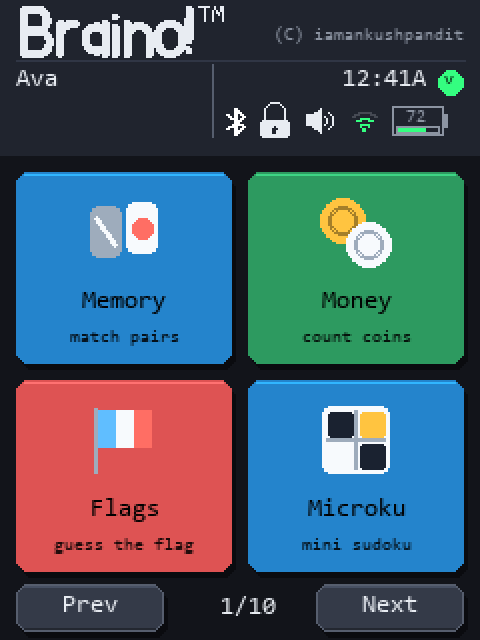 Braino!™
(C) iamankushpandit
Ava
12:41A
V
72
Memory
match pairs
Money
count coins
Flags
guess the flag
Microku
mini sudoku
Prev
1/10
Next